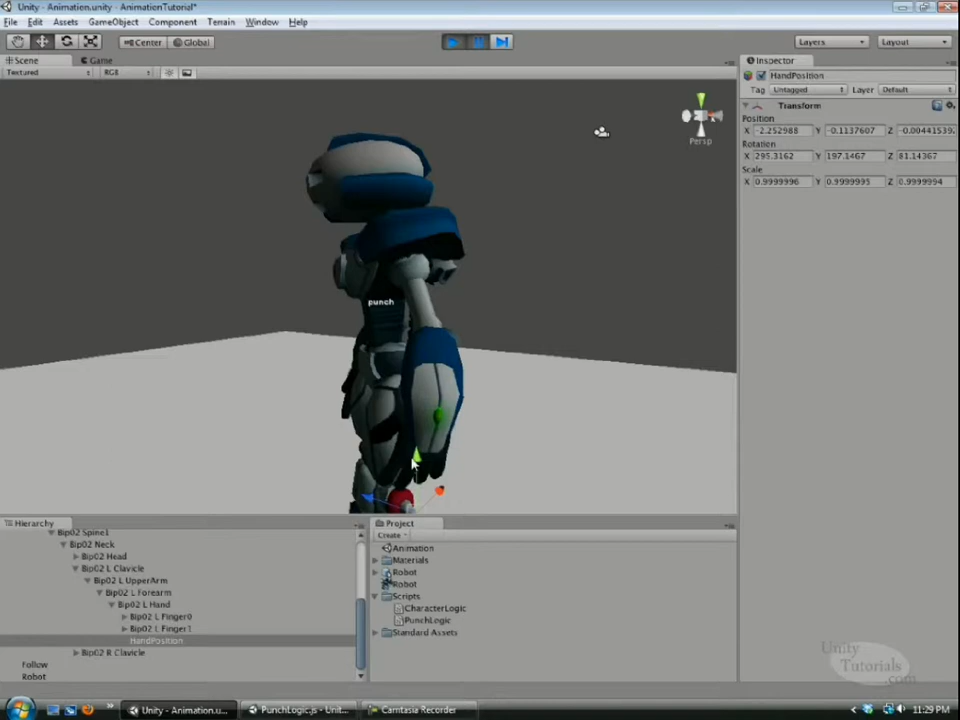 Unity - Animation.unity - AnimationTutorial*
File Edit Assets GameObject Component Terrain Window Help
Center Global Layers Layout
Scene Game Inspector
Textured RGB
HandPosition
Tag Untagged Layer Default
Transform
Position
X -2.252988 Y -0.1137607 Z -0.00441539
Rotation
X 295.3162 Y 197.1467 Z 81.14367
Scale
X 0.9999996 Y 0.9999995 Z 0.9999994
Persp
punch
Hierarchy
Bip02 Spine1
Bip02 Neck
Bip02 Head
Bip02 L Clavicle
Bip02 L UpperArm
Bip02 L Forearm
Bip02 L Hand
Bip02 L Finger0
Bip02 L Finger1
HandPosition
Bip02 R Clavicle
Follow
Robot
Project
Create
Animation
Materials
Robot
Robot
Scripts
CharacterLogic
PunchLogic
Standard Assets
Unity
Tutorials
.com
Unity - Animation.u... PunchLogic.js - Unit... Camtasia Recorder 11:29 PM